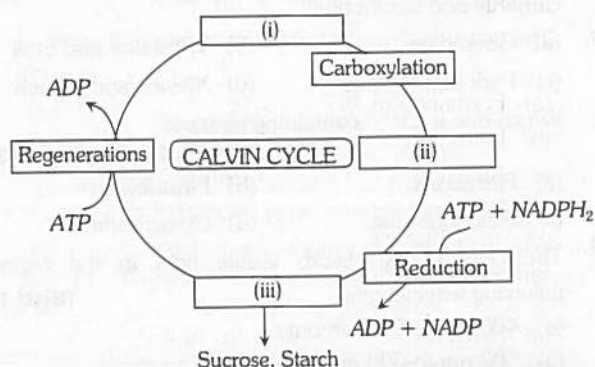 (i)
Carboxylation
ADP
Regenerations
CALVIN CYCLE
(ii)
ATP
ATP + NADPH₂
Reduction
(iii)
ADP + NADP
Sucrose, Starch